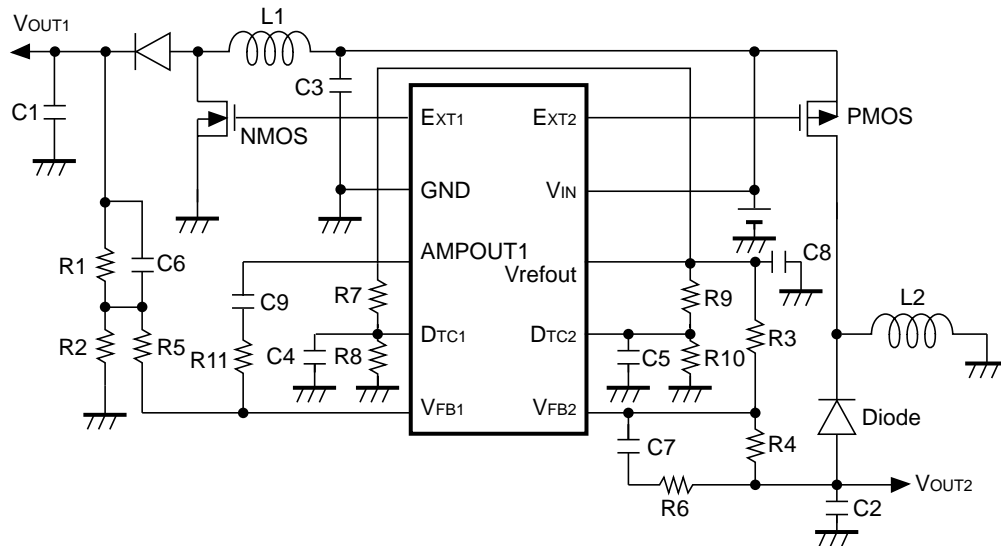 VOUT1
L1
C3
C1
NMOS
EXT1
EXT2
PMOS
GND
VIN
AMPOUT1
Vrefout
C8
R1
C6
C9
R7
R9
L2
R2
R5
R11
C4
R8
DTC1
DTC2
C5
R10
R3
VFB1
VFB2
C7
R4
Diode
R6
VOUT2
C2